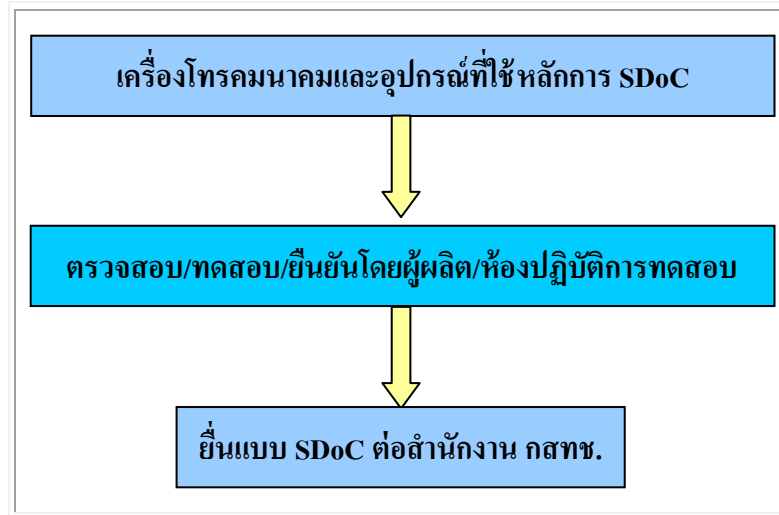 เครื่องโทรคมนาคมและอุปกรณ์ที่ใช้หลักการ SDoC
ตรวจสอบ/ทดสอบ/ยืนยันโดยผู้ผลิต/ห้องปฏิบัติการทดสอบ
ยื่นแบบ SDoC ต่อสำนักงาน กสทช.